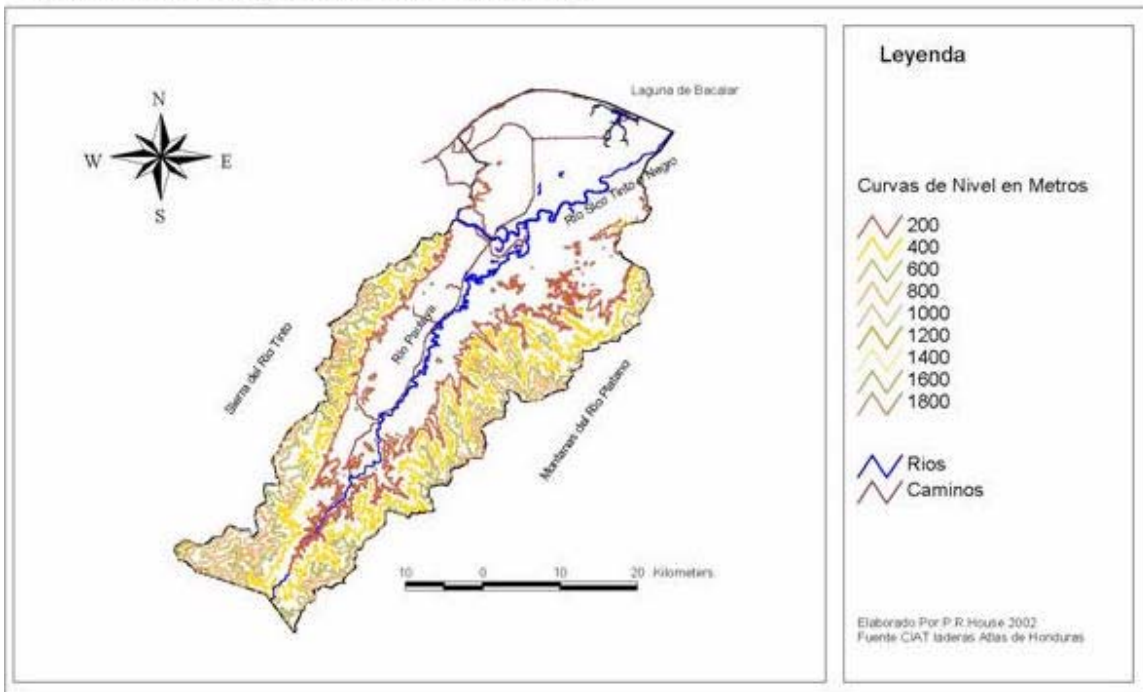 N
W E
S
Laguna de Bacalar
Rio Sico Tinto o Negro
Rio Paulaya
Sierra del Rio Tinto
Montanas del Rio Platano
10 0 10 20 Kilometers.
Leyenda
Curvas de Nivel en Metros
200
400
600
800
1000
1200
1400
1600
1800
Rios
Caminos
Elaborado Por P.R.House 2002
Fuente CIAT laderas Atlas de Honduras